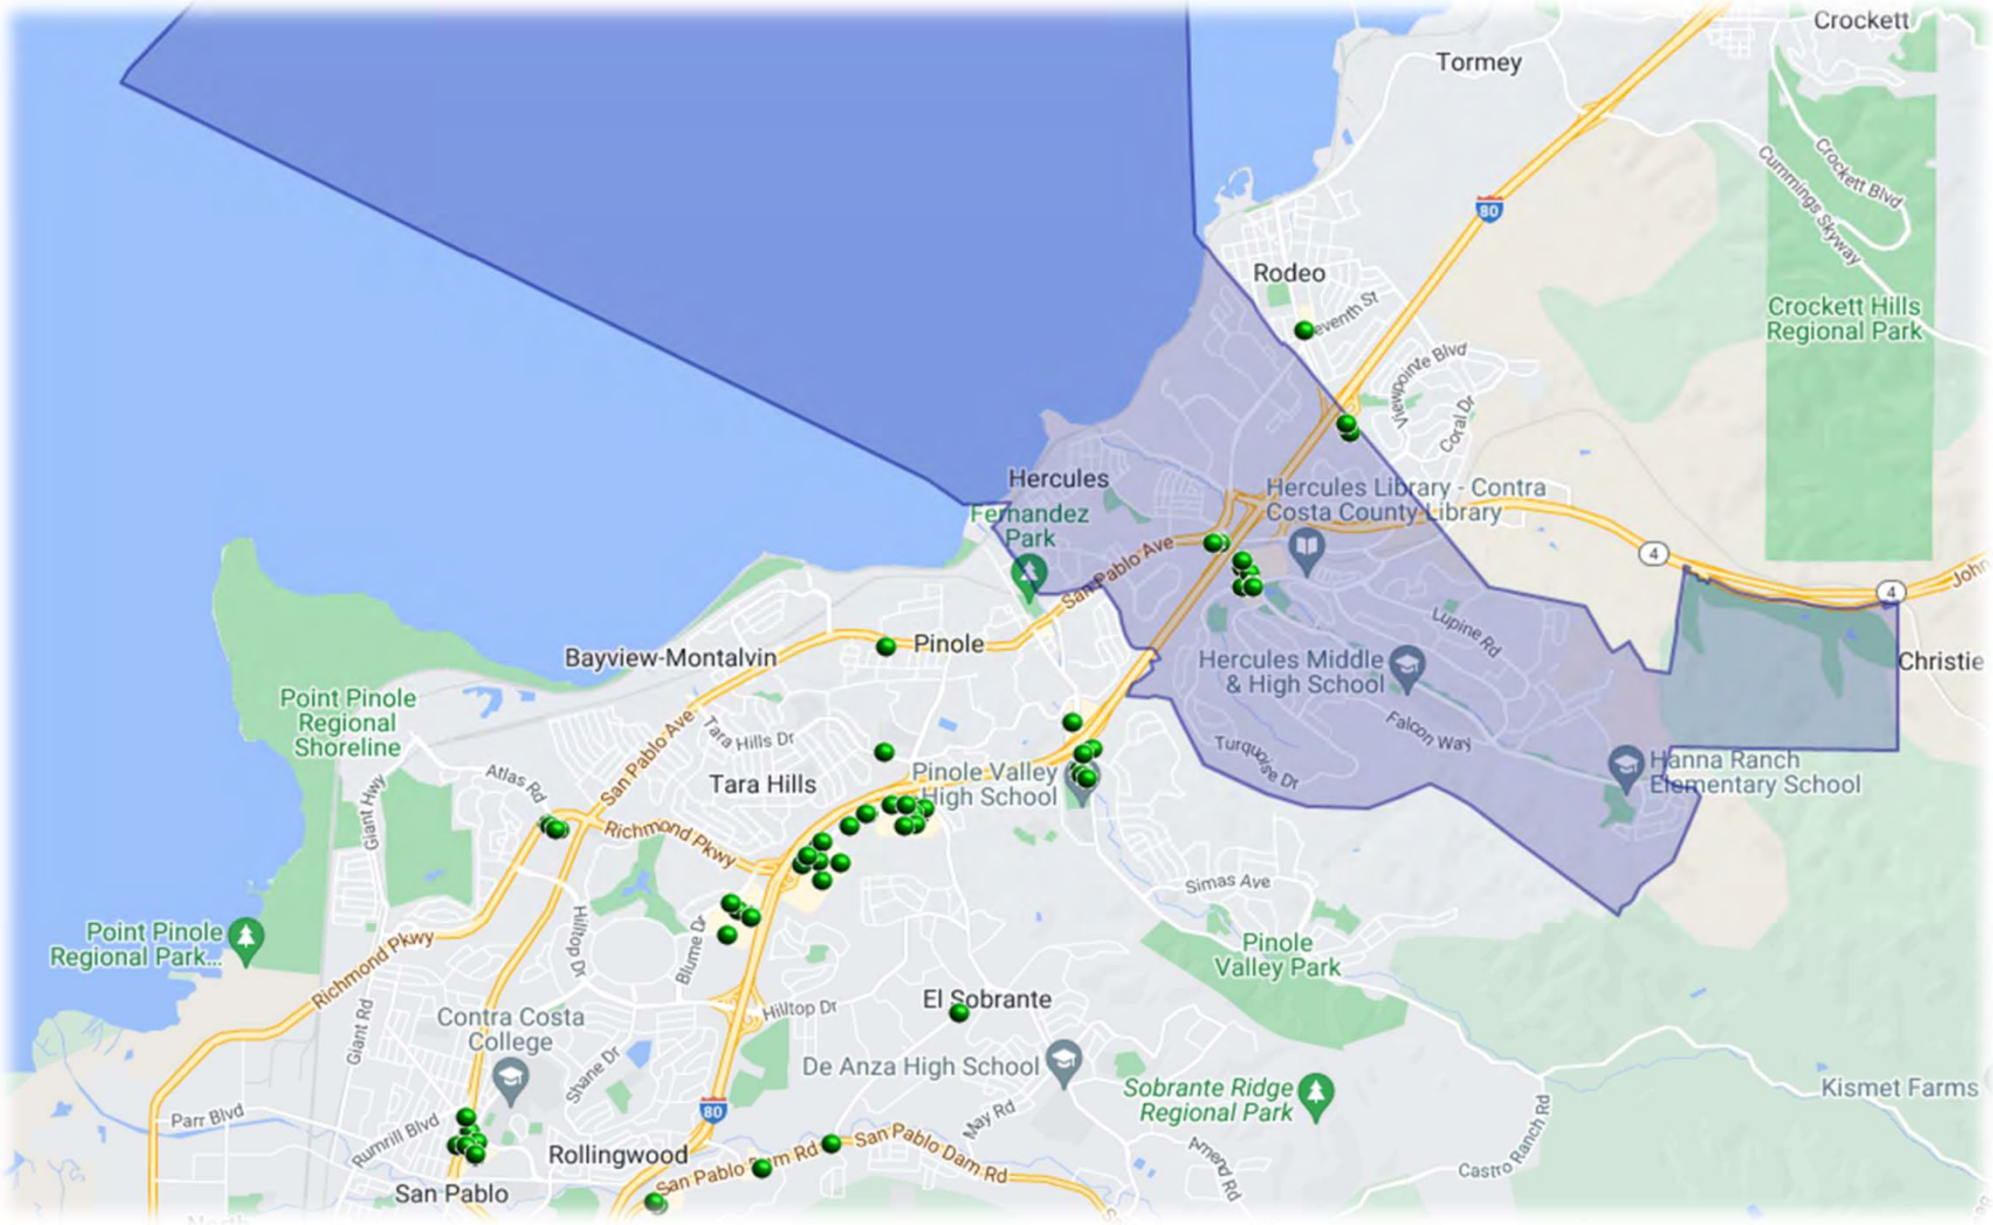 Crockett
Tormey
Crockett Blvd
Cummings Skyway
80
Rodeo
eventh St
Crockett Hills
Regional Park
Viewpointe Blvd
Coral Dr
Hercules
Hercules Library - Contra
Costa County Library
Fernandez
Park
San Pablo Ave
4
4
John
Lupine Rd
Bayview-Montalvin
Pinole
Hercules Middle
& High School
Christie
Point Pinole
Regional
Shoreline
Tara Hills Dr
San Pablo Ave
Falcon Way
Turquoise Dr
Hanna Ranch
Elementary School
Atlas Rd
Tara Hills
Pinole Valley
High School
Giant Hwy
Richmond Pkwy
Simas Ave
Point Pinole
Regional Park...
Hilltop Dr
Blume Dr
Richmond Pkwy
Pinole
Valley Park
El Sobrante
Hilltop Dr
Giant Rd
Contra Costa
College
Shane Dr
De Anza High School
Sobrante Ridge
Regional Park
Kismet Farms
80
Parr Blvd
Rumrill Blvd
May Rd
Castro Ranch Rd
Rollingwood
San Pablo Dam Rd
San Pablo Dam Rd
Amend Rd
San Pablo